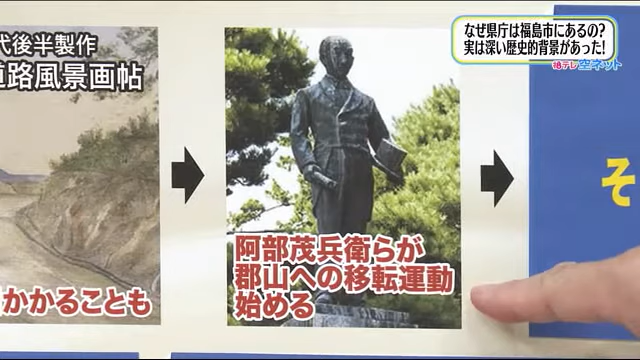 なぜ県庁は福島市にあるの?
実は深い歴史的背景があった!
福テレ空ネット
代後半製作
道路風景画帖
かかることも
阿部茂兵衛らが
郡山への移転運動
始める
そ